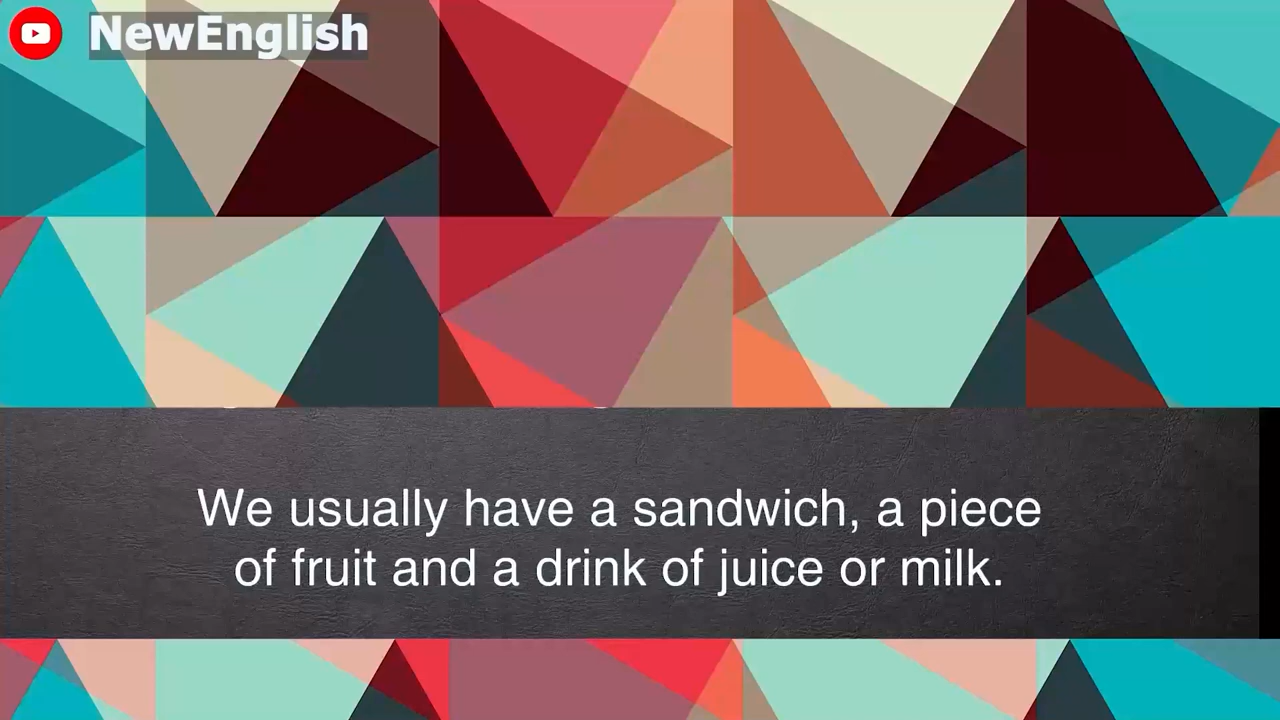 NewEnglish
We usually have a sandwich, a piece
of fruit and a drink of juice or milk.